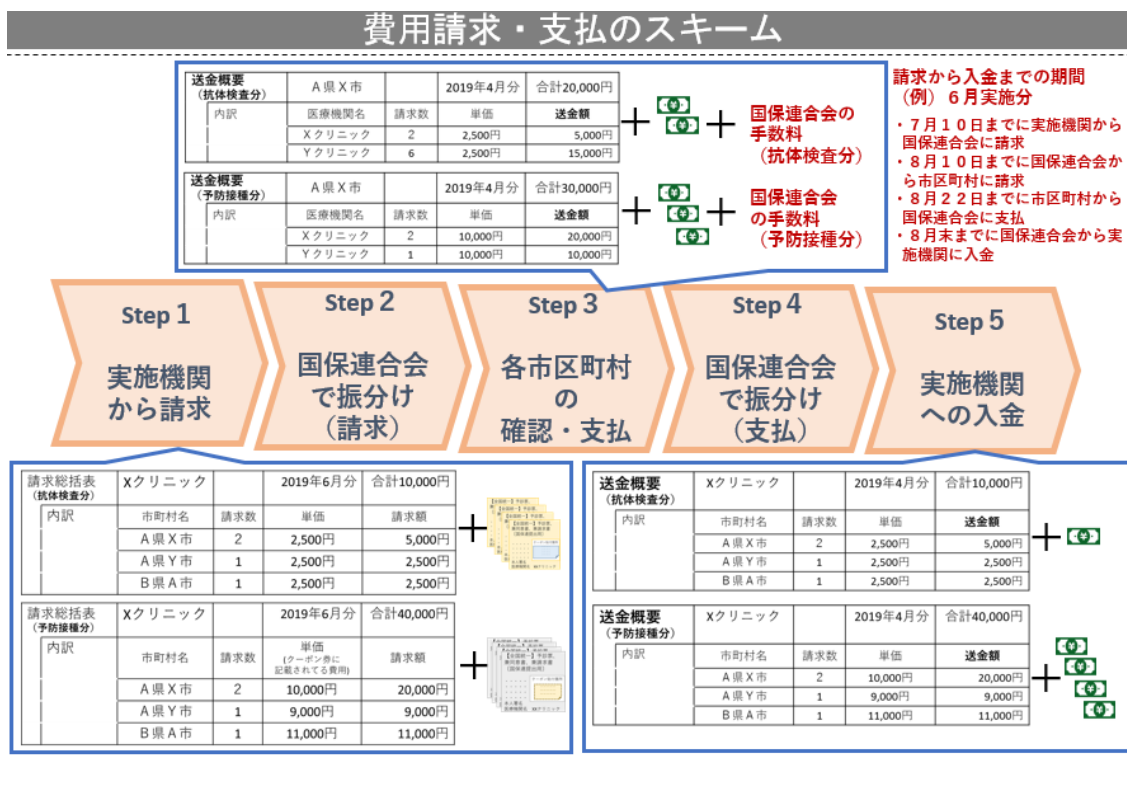 費用請求・支払のスキーム
送金概要
（抗体検査分）
Ａ県Ｘ市 2019年4月分 合計20,000円
内訳 医療機関名 請求数 単価 送金額
Ｘクリニック 2 2,500円 5,000円
Ｙクリニック 6 2,500円 15,000円
国保連合会の
手数料
（抗体検査分）
送金概要
（予防接種分）
Ａ県Ｘ市 2019年4月分 合計30,000円
内訳 医療機関名 請求数 単価 送金額
Ｘクリニック 2 10,000円 20,000円
Ｙクリニック 1 10,000円 10,000円
国保連合会
の手数料
（予防接種分）
請求から入金までの期間
（例）６月実施分
・７月１０日までに実施機関から
国保連合会に請求
・８月１０日までに国保連合会か
ら市区町村に請求
・８月２２日までに市区町村から
国保連合会に支払
・８月末までに国保連合会から実
施機関に入金
Step 1
実施機関
から請求
Step 2
国保連合会
で振分け
（請求）
Step 3
各市区町村
の
確認・支払
Step 4
国保連合会
で振分け
（支払）
Step 5
実施機関
への入金
請求総括表
（抗体検査分）
Xクリニック 2019年6月分 合計10,000円
内訳 市町村名 請求数 単価 請求額
Ａ県Ｘ市 2 2,500円 5,000円
Ａ県Ｙ市 1 2,500円 2,500円
Ｂ県Ａ市 1 2,500円 2,500円
請求総括表
（予防接種分）
Xクリニック 2019年6月分 合計40,000円
内訳 市町村名 請求数 単価 (クーポン券に 記載されてる費用) 請求額
Ａ県Ｘ市 2 10,000円 20,000円
Ａ県Ｙ市 1 9,000円 9,000円
Ｂ県Ａ市 1 11,000円 11,000円
送金概要
（抗体検査分）
Xクリニック 2019年4月分 合計10,000円
内訳 市町村名 請求数 単価 送金額
Ａ県Ｘ市 2 2,500円 5,000円
Ａ県Ｙ市 1 2,500円 2,500円
Ｂ県Ａ市 1 2,500円 2,500円
送金概要
（予防接種分）
Xクリニック 2019年4月分 合計40,000円
内訳 市町村名 請求数 単価 送金額
Ａ県Ｘ市 2 10,000円 20,000円
Ａ県Ｙ市 1 9,000円 9,000円
Ｂ県Ａ市 1 11,000円 11,000円